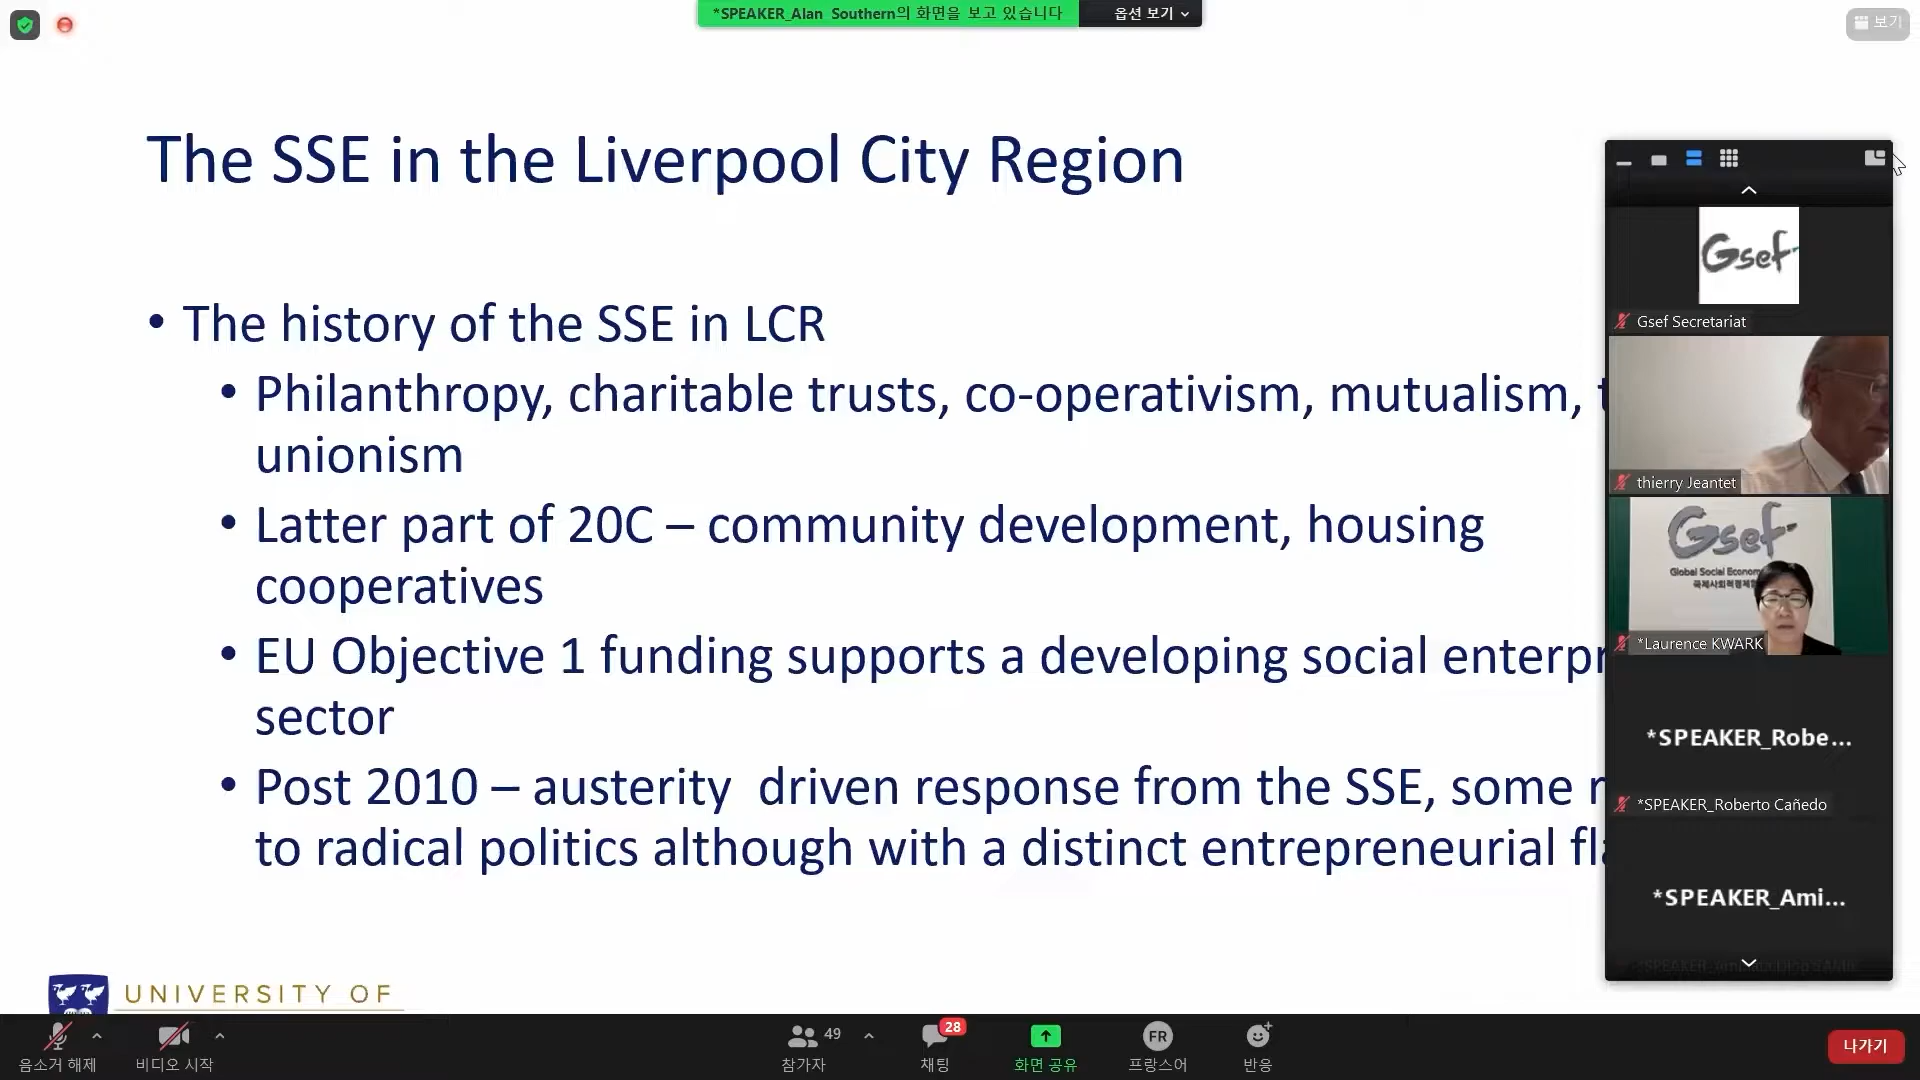 *SPEAKER_Alan Southern의 화면을 보고 있습니다
옵션 보기
보기
The SSE in the Liverpool City Region
• The history of the SSE in LCR
• Philanthropy, charitable trusts, co-operativism, mutualism,
unionism
• Latter part of 20C – community development, housing
cooperatives
• EU Objective 1 funding supports a developing social
sector
• Post 2010 – austerity driven response from the SSE, some
to radical politics although with a distinct entrepreneurial
UNIVERSITY OF
Gsef
Gsef Secretariat
thierry Jeantet
Gsef
Global Social
*Laurence KWARK
*SPEAKER_Robe...
*SPEAKER_Roberto Cañedo
*SPEAKER_Ami...
음소거 해제
비디오 시작
49
참가자
28
채팅
화면 공유
FR
프랑스어
반응
나가기